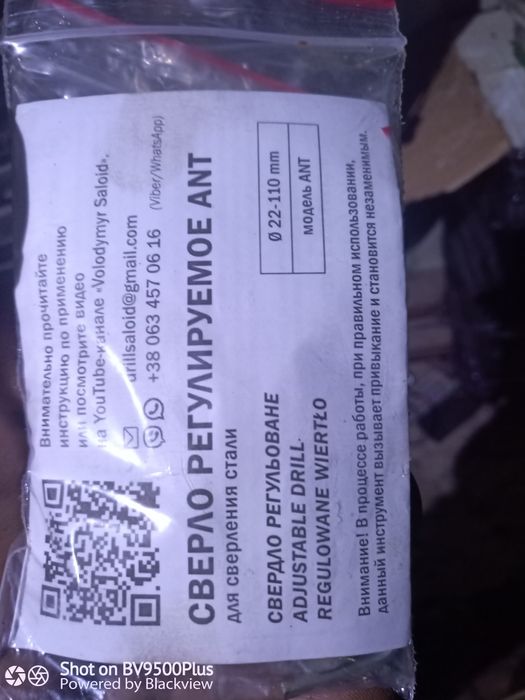 Внимательно прочитайте
инструкцию по применению
или посмотрите видео
на YouTube-канале «Volodymyr Saloid».
urillsaloid@gmail.com
+38 063 457 06 16 (Viber/WhatsApp)
СВЕРЛО РЕГУЛИРУЕМОЕ ANT
для сверления стали
СВЕРДЛО РЕГУЛЬОВАНЕ
ADJUSTABLE DRILL
REGULOWANE WIERTŁO
Ø 22-110 mm
модель ANT
Внимание! В процессе работы, при правильном использовании,
данный инструмент вызывает привыкание и становится незаменимым.
Shot on BV9500Plus
Powered by Blackview